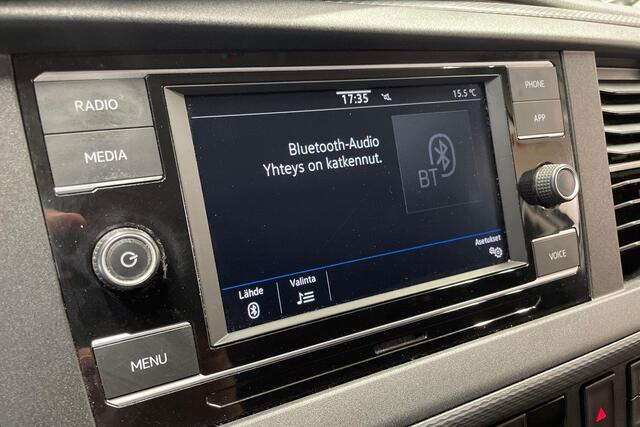 RADIO
MEDIA
MENU
17:35
15.5 °C
Bluetooth-Audio
Yhteys on katkennut.
BT
Asetukset
Lähde
Valinta
PHONE
APP
VOICE